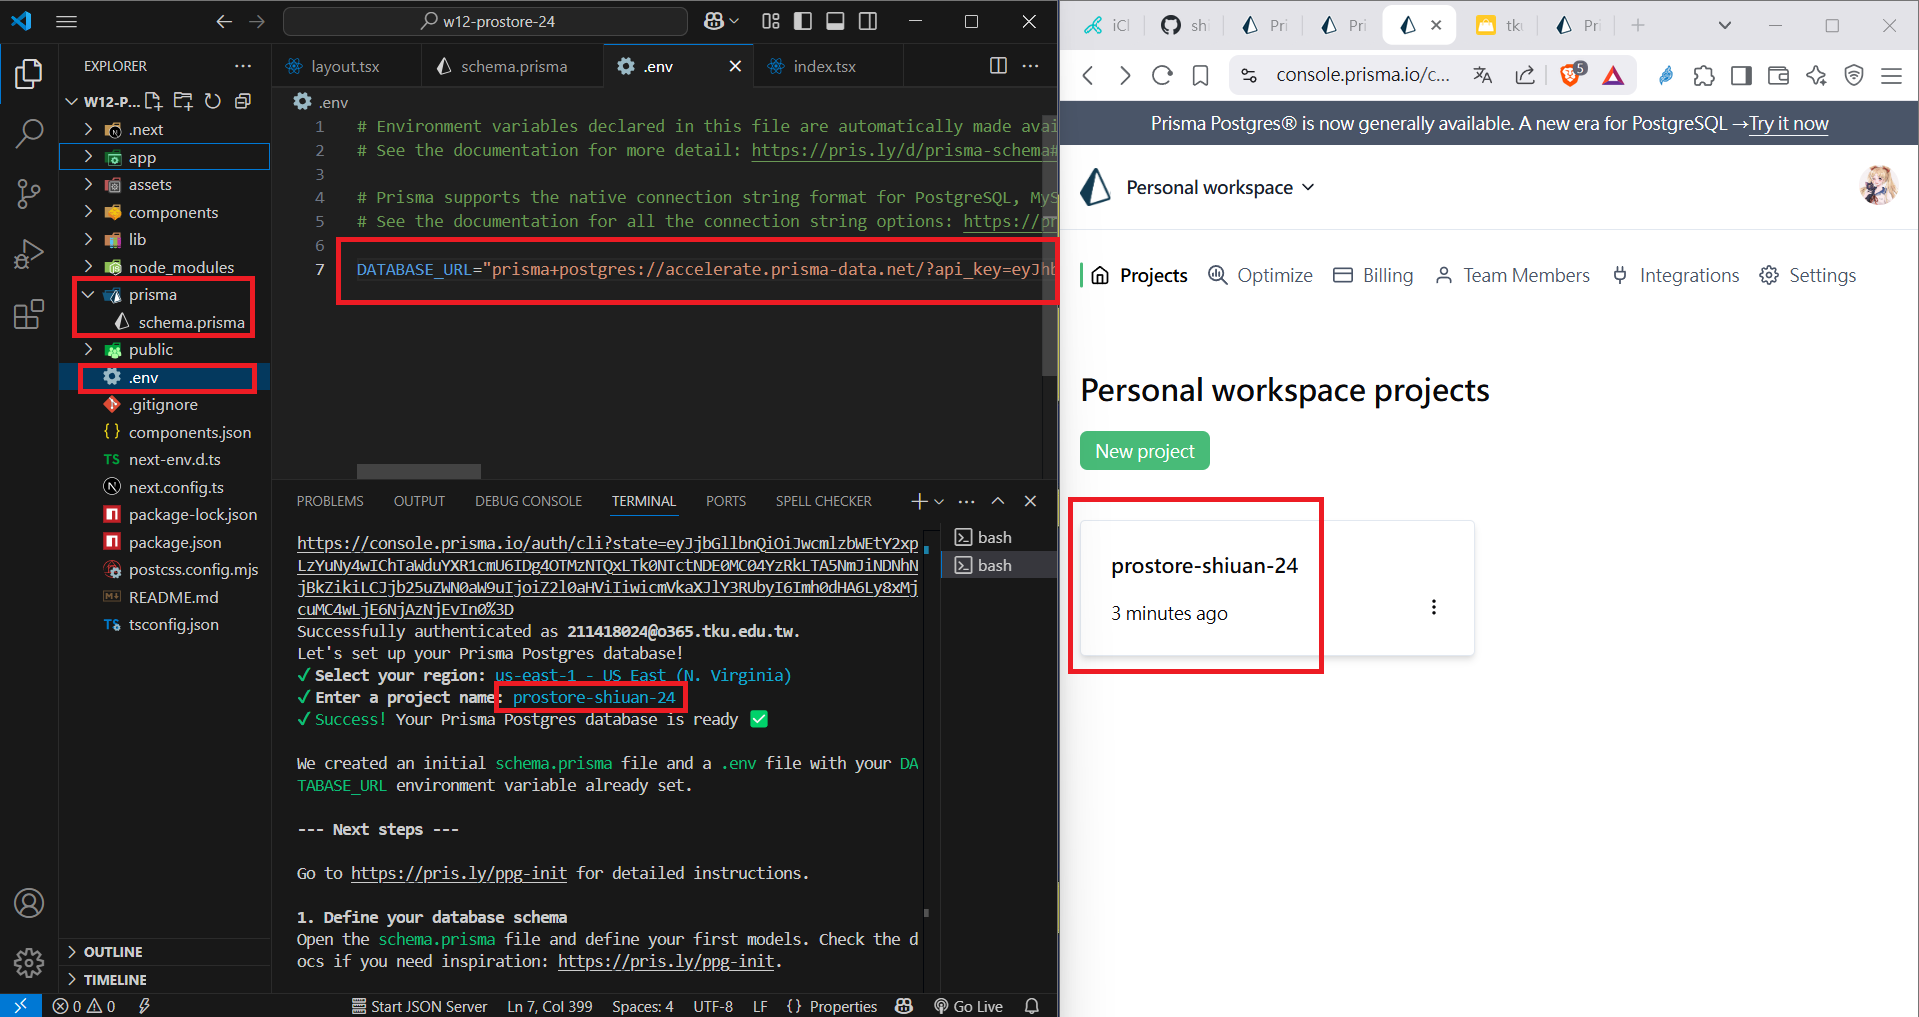 w12-prostore-24
EXPLORER
W12-P...
.next
app
assets
components
lib
node_modules
prisma
schema.prisma
public
.env
.gitignore
components.json
next-env.d.ts
next.config.ts
package-lock.json
package.json
postcss.config.mjs
README.md
tsconfig.json
OUTLINE
TIMELINE
layout.tsx
schema.prisma
.env
index.tsx
.env
1 # Environment variables declared in this file are automatically made avai
2 # See the documentation for more detail: https://pris.ly/d/prisma-schema#
3
4 # Prisma supports the native connection string format for PostgreSQL, MyS
5 # See the documentation for all the connection string options: https://pr
6
7 DATABASE_URL="prisma+postgres://accelerate.prisma-data.net/?api_key=eyJhb
PROBLEMS OUTPUT DEBUG CONSOLE TERMINAL PORTS SPELL CHECKER
bash
bash
https://console.prisma.io/auth/cli?state=eyJjbGllbnQiOiJwcmlzbWEtY2xp
LzYuNy4wIChTaWduYXR1cmU6IDg4OTMzNTQxLTk0NTctNDE0MC04YzRkLTA5NmJiNDNhN
jBkZikiLCJjb25uZWN0aW9uIjoiZ2l0aHViIiwicmVkaXJlY3RUbyI6Imh0dHA6Ly8xMj
cuMC4wLjE6NjAzNjEvIn0%3D
Successfully authenticated as 211418024@o365.tku.edu.tw.
Let's set up your Prisma Postgres database!
✓ Select your region: us-east-1 - US East (N. Virginia)
✓ Enter a project name: prostore-shiuan-24
✓ Success! Your Prisma Postgres database is ready ✅
We created an initial schema.prisma file and a .env file with your DA
TABASE_URL environment variable already set.
--- Next steps ---
Go to https://pris.ly/ppg-init for detailed instructions.
1. Define your database schema
Open the schema.prisma file and define your first models. Check the d
ocs if you need inspiration: https://pris.ly/ppg-init.
0 0 Start JSON Server Ln 7, Col 399 Spaces: 4 UTF-8 LF {} Properties Go Live
iCl shi Pri Pri tku Pri
console.prisma.io/c... 5
Prisma Postgres® is now generally available. A new era for PostgreSQL →Try it now
Personal workspace
Projects Optimize Billing Team Members Integrations Settings
Personal workspace projects
New project
prostore-shiuan-24
3 minutes ago